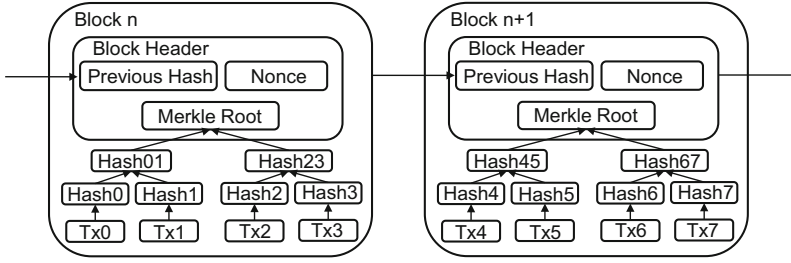 Block n
Block Header
Previous Hash
Nonce
Merkle Root
Hash01
Hash23
Hash0
Hash1
Hash2
Hash3
Tx0
Tx1
Tx2
Tx3
Block n+1
Block Header
Previous Hash
Nonce
Merkle Root
Hash45
Hash67
Hash4
Hash5
Hash6
Hash7
Tx4
Tx5
Tx6
Tx7